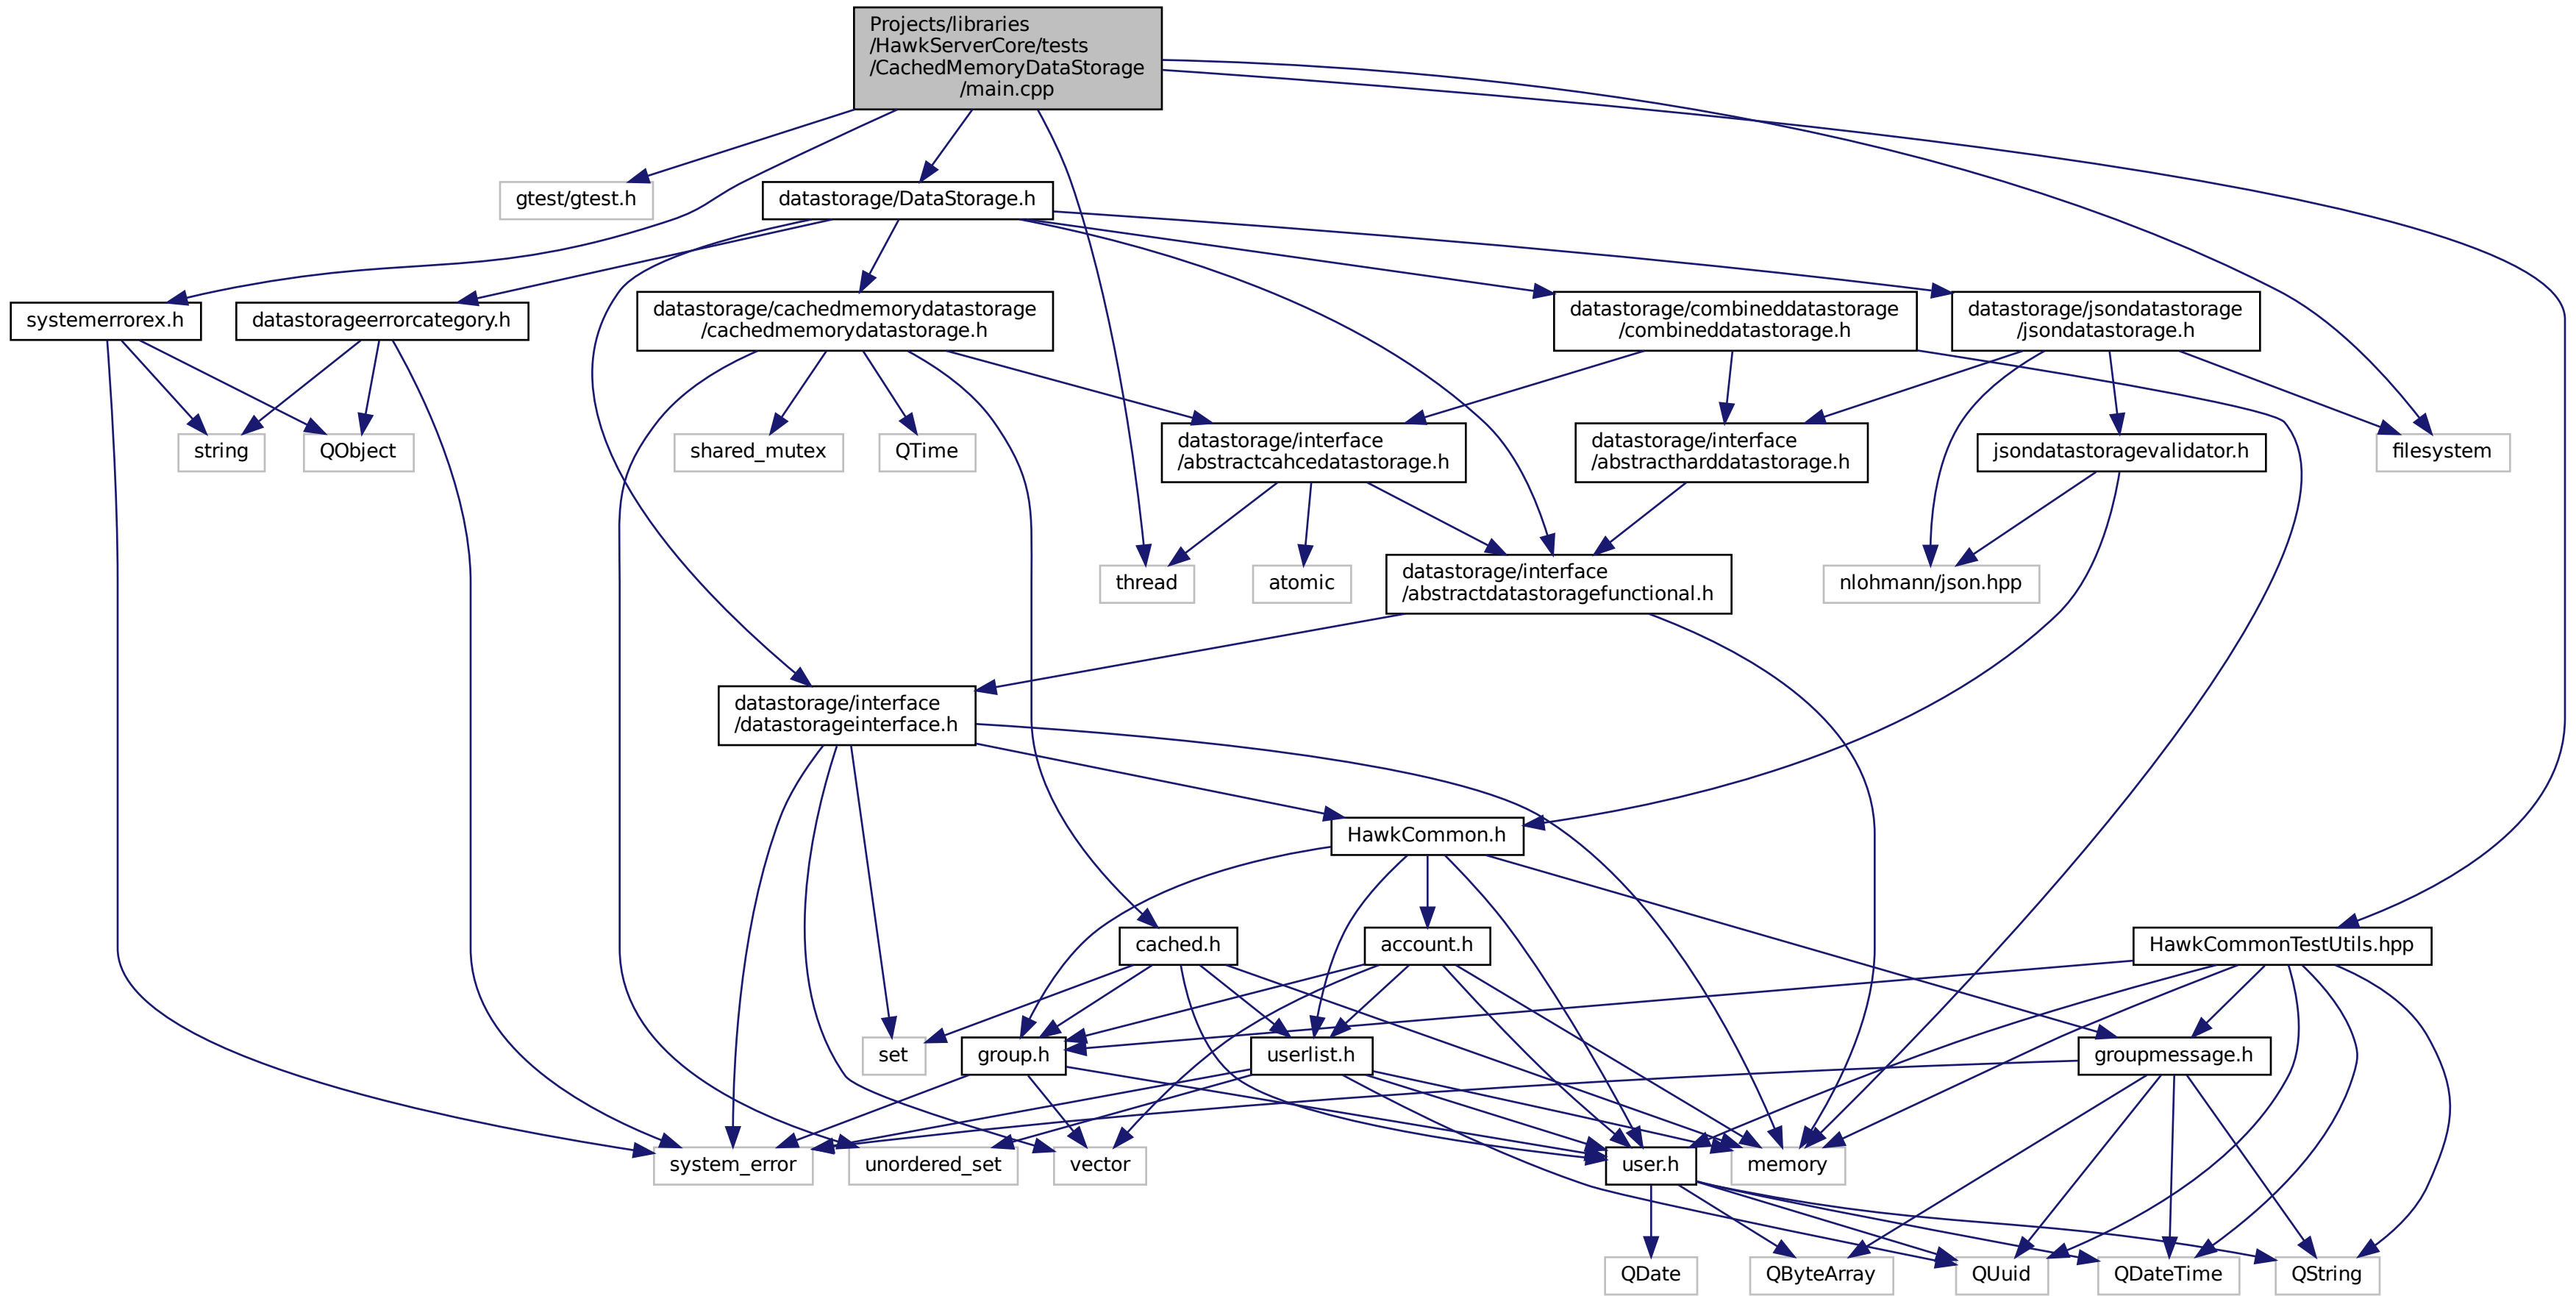 Projects/libraries
/HawkServerCore/tests
/CachedMemoryDataStorage
/main.cpp
gtest/gtest.h
datastorage/DataStorage.h
systemerrorex.h
datastorageerrorcategory.h
datastorage/cachedmemorydatastorage
/cachedmemorydatastorage.h
datastorage/combineddatastorage
/combineddatastorage.h
datastorage/jsondatastorage
/jsondatastorage.h
string
QObject
shared_mutex
QTime
datastorage/interface
/abstractcahcedatastorage.h
datastorage/interface
/abstractharddatastorage.h
jsondatastoragevalidator.h
filesystem
thread
atomic
datastorage/interface
/abstractdatastoragefunctional.h
nlohmann/json.hpp
datastorage/interface
/datastorageinterface.h
HawkCommon.h
cached.h
account.h
HawkCommonTestUtils.hpp
set
group.h
userlist.h
groupmessage.h
system_error
unordered_set
vector
user.h
memory
QDate
QByteArray
QUuid
QDateTime
QString